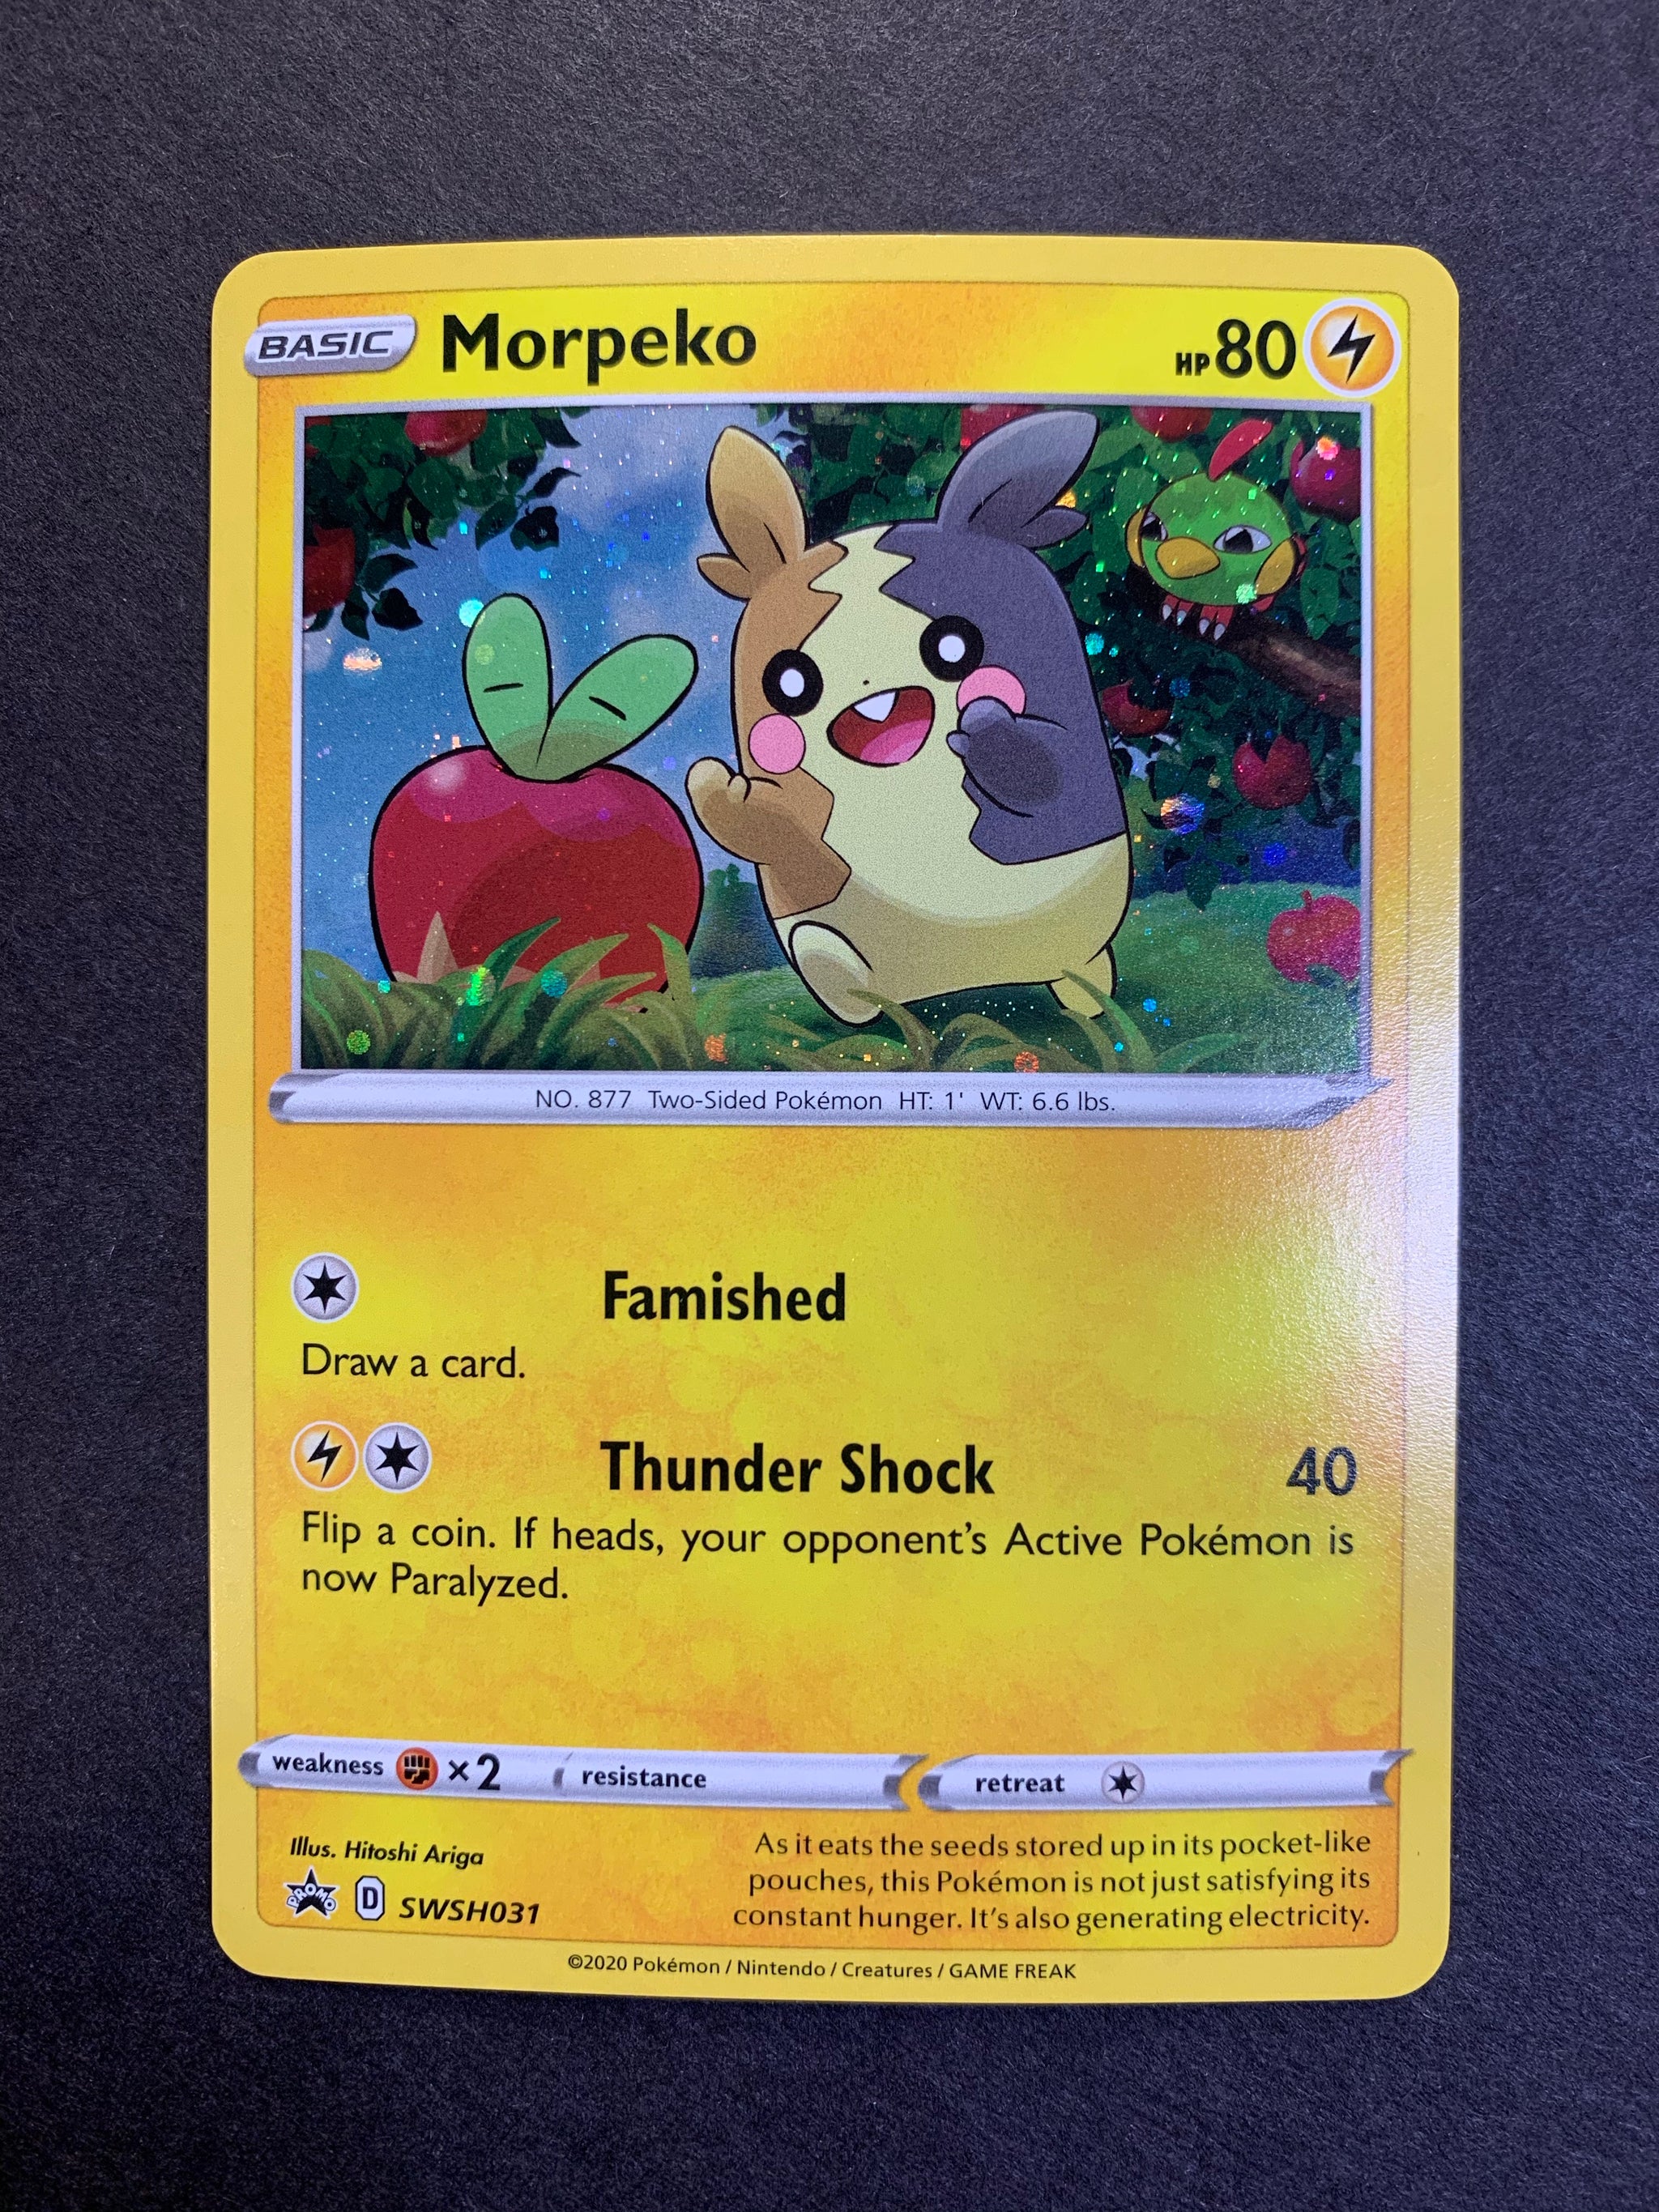 BASIC Morpeko HP 80
NO. 877 Two-Sided Pokémon HT: 1' WT: 6.6 lbs.
Famished
Draw a card.
Thunder Shock 40
Flip a coin. If heads, your opponent's Active Pokémon is
now Paralyzed.
weakness ×2 resistance retreat
Illus. Hitoshi Ariga
PROMO D SWSH031
As it eats the seeds stored up in its pocket-like
pouches, this Pokémon is not just satisfying its
constant hunger. It's also generating electricity.
©2020 Pokémon / Nintendo / Creatures / GAME FREAK